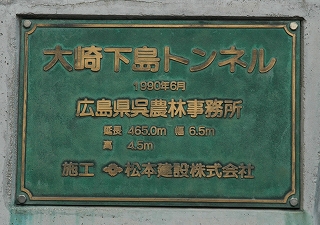 大崎下島トンネル
1990年6月
広島県呉農林事務所
延長 465.0m 幅 6.5m
高 4.5m
施工 松本建設株式会社